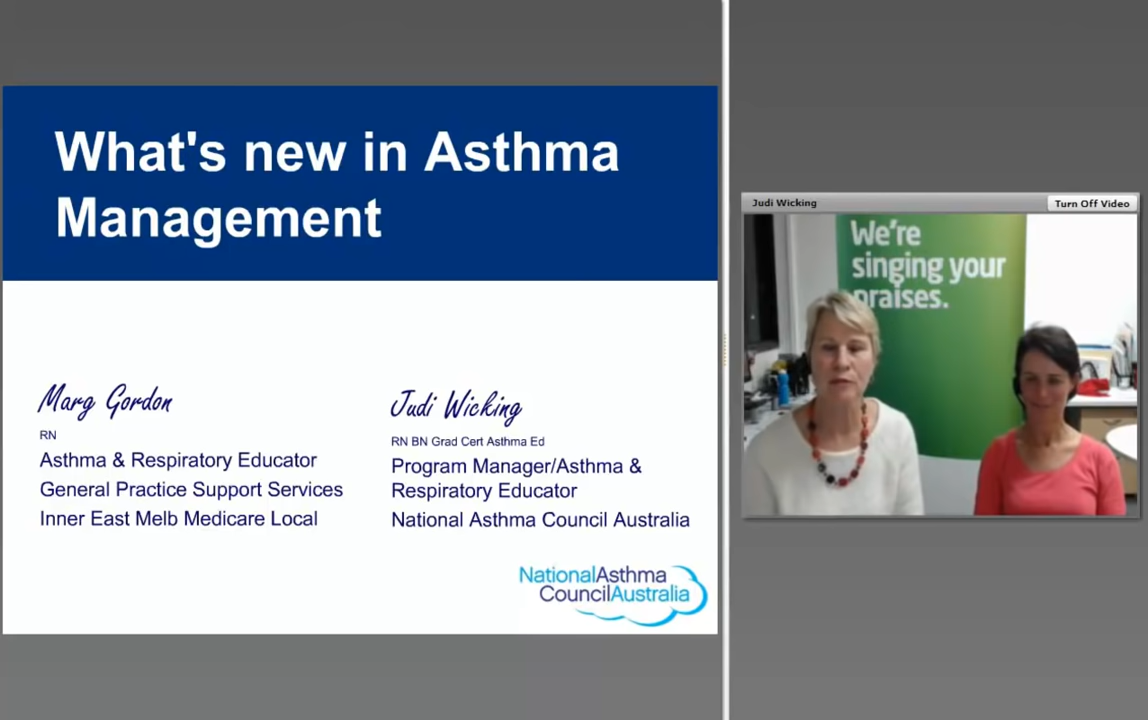 What's new in Asthma
Management
Marg Gordon
RN
Asthma & Respiratory Educator
General Practice Support Services
Inner East Melb Medicare Local
Judi Wicking
RN BN Grad Cert Asthma Ed
Program Manager/Asthma &
Respiratory Educator
National Asthma Council Australia
NationalAsthma
CouncilAustralia
Judi Wicking
Turn Off Video
We're
singing your
praises.